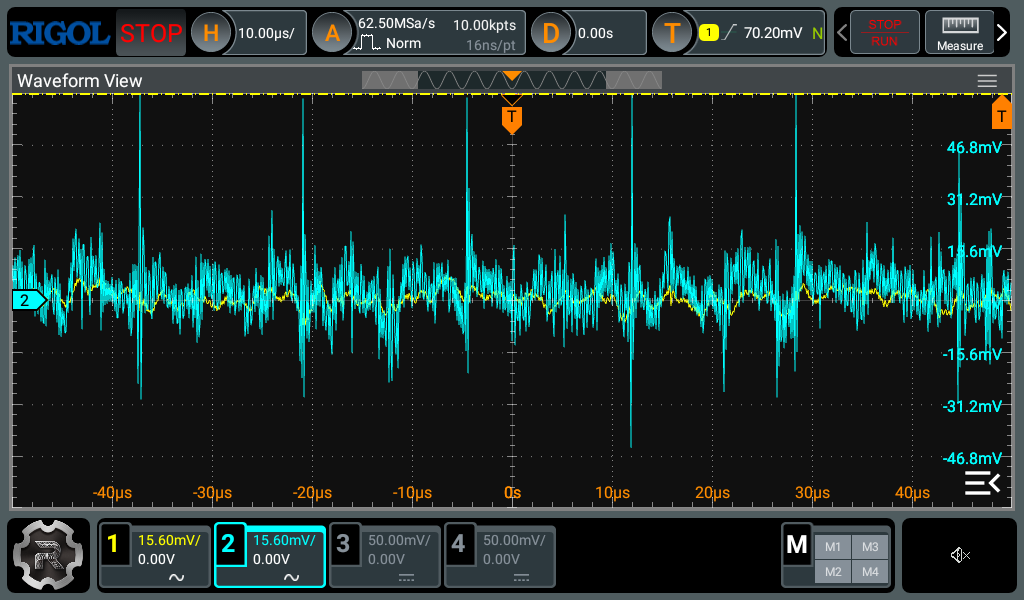 RIGOL STOP H 10.00µs/ A 62.50MSa/s 10.00kpts D 0.00s T 1 70.20mV N STOP
Norm 16ns/pt RUN Measure
Waveform View
T
T
46.8mV
31.2mV
15.6mV
2
-15.6mV
-31.2mV
-46.8mV
-40µs -30µs -20µs -10µs 0s 10µs 20µs 30µs 40µs
1 15.60mV/ 2 15.60mV/ 3 50.00mV/ 4 50.00mV/ M M1 M3
0.00V 0.00V 0.00V 0.00V M2 M4
R